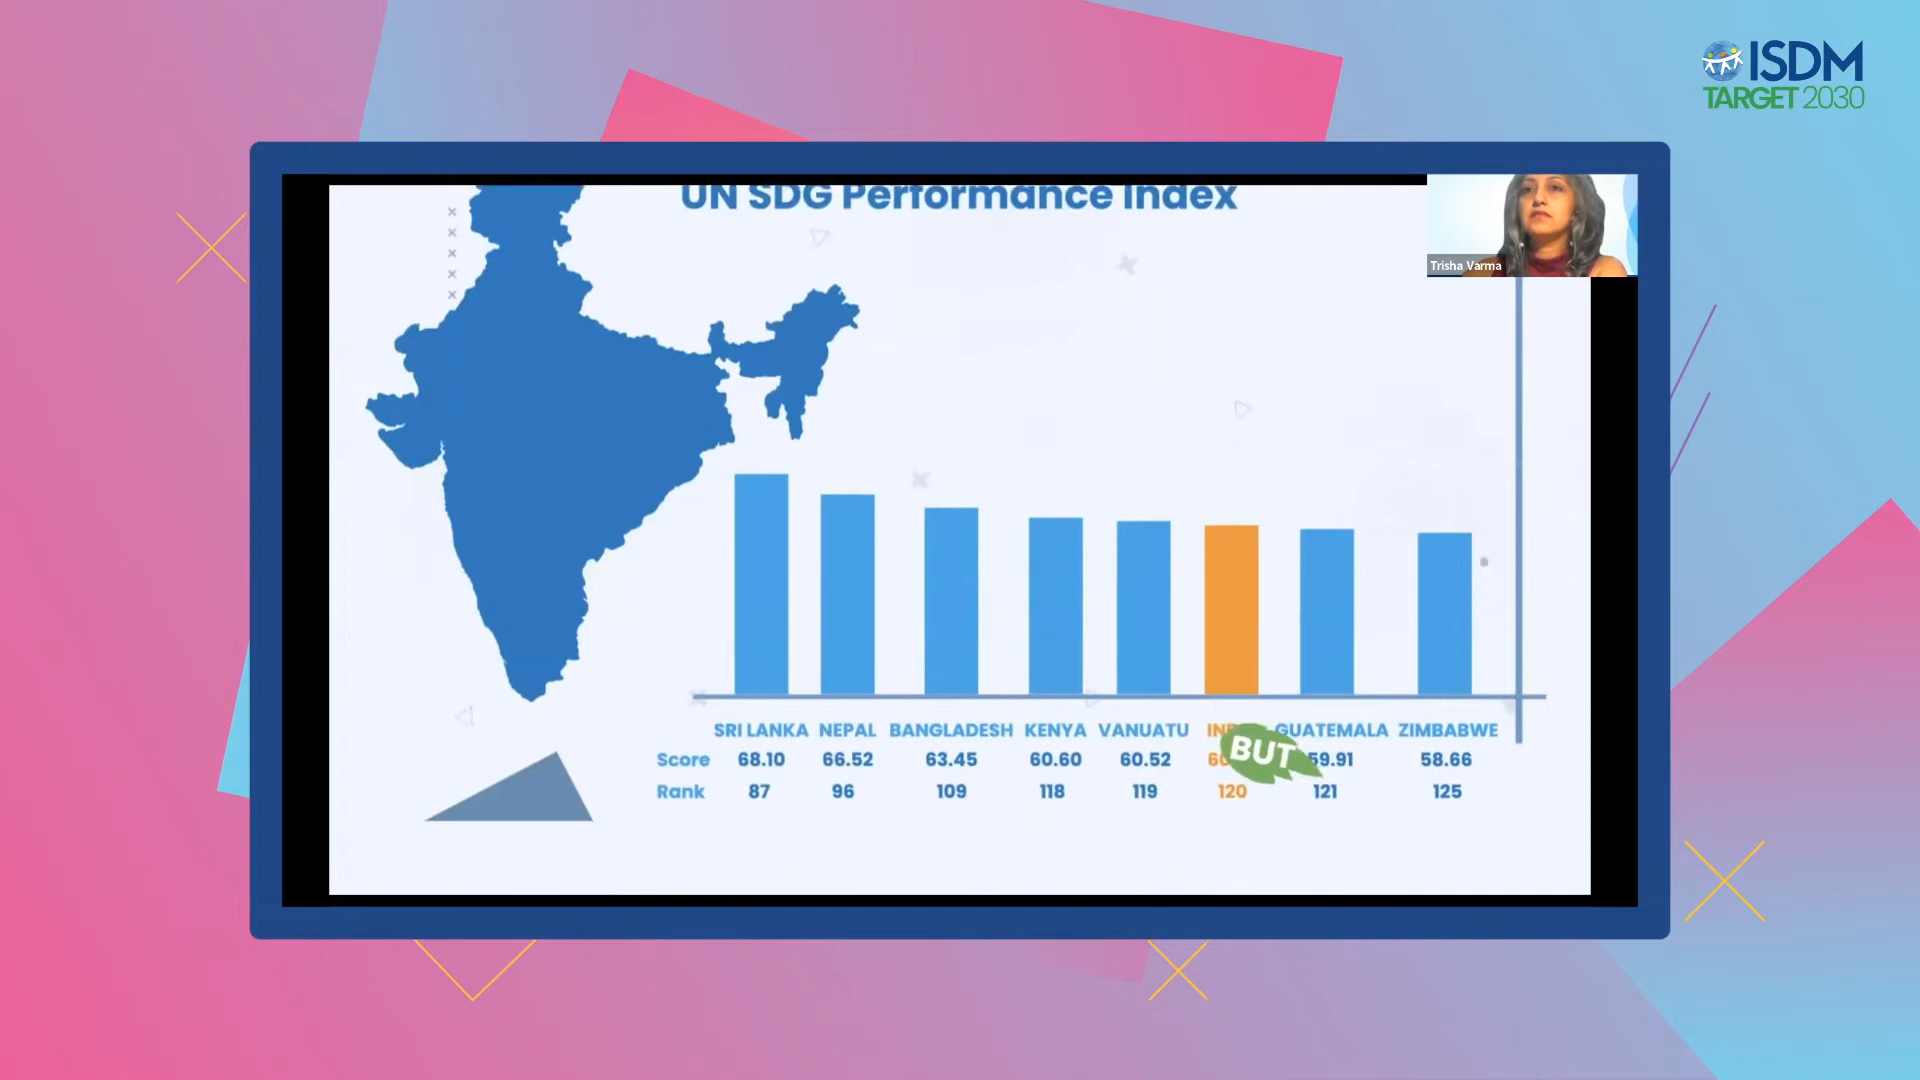 ISDM
TARGET 2030
UN SDG Performance Index
Trisha Varma
SRI LANKA NEPAL BANGLADESH KENYA VANUATU GUATEMALA ZIMBABWE
BUT
Score 68.10 66.52 63.45 60.60 60.52 59.91 58.66
Rank 87 96 109 118 119 120 121 125